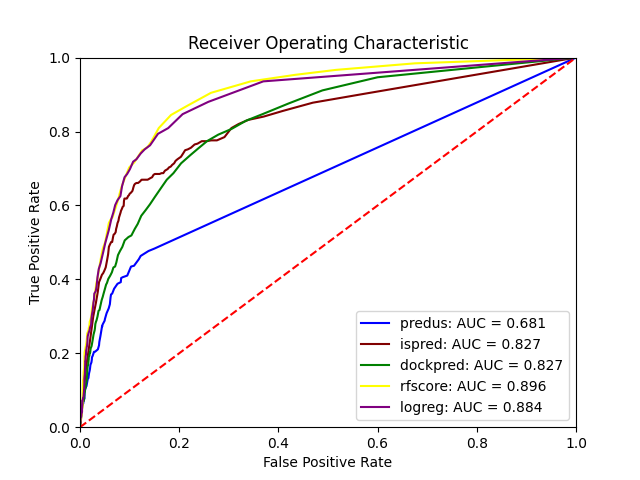 Receiver Operating Characteristic
True Positive Rate
1.0
0.8
0.6
0.4
0.2
0.0
predus: AUC = 0.681
ispred: AUC = 0.827
dockpred: AUC = 0.827
rfscore: AUC = 0.896
logreg: AUC = 0.884
0.0 0.2 0.4 0.6 0.8 1.0
False Positive Rate